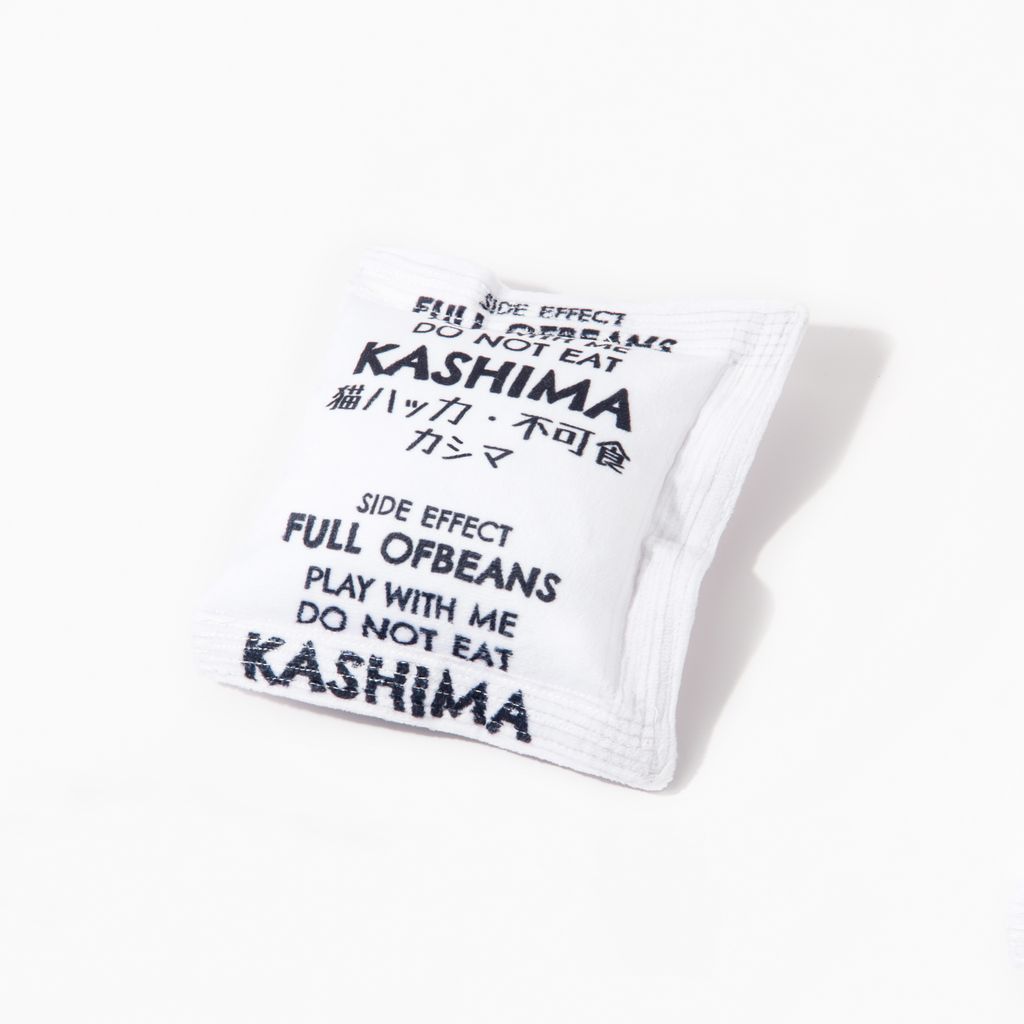 SIDE EFFECT
FULL OFBEANS
WITH ME
DO NOT EAT
KASHIMA
猫ハッカ・不可食
カシマ
SIDE EFFECT
FULL OFBEANS
PLAY WITH ME
DO NOT EAT
KASHIMA